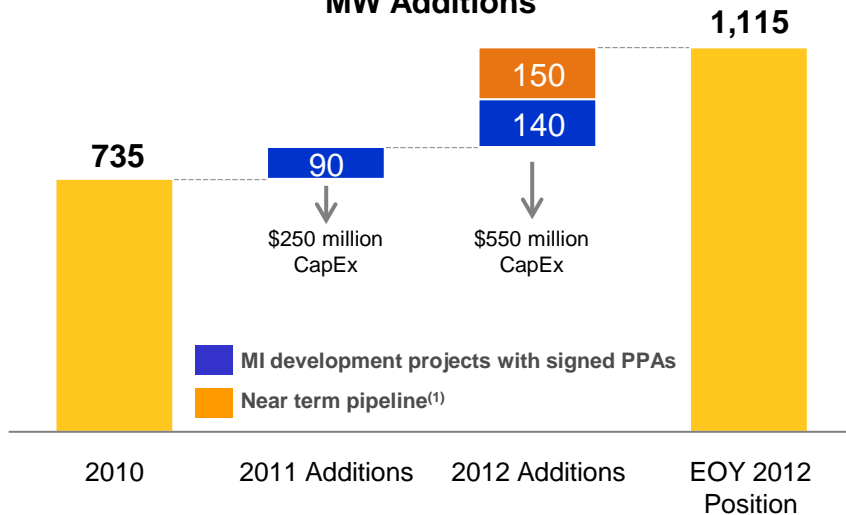 MW Additions
1,115
150
140
735
90
$250 million
CapEx
$550 million
CapEx
MI development projects with signed PPAs
Near term pipeline(1)
2010
2011 Additions
2012 Additions
EOY 2012
Position